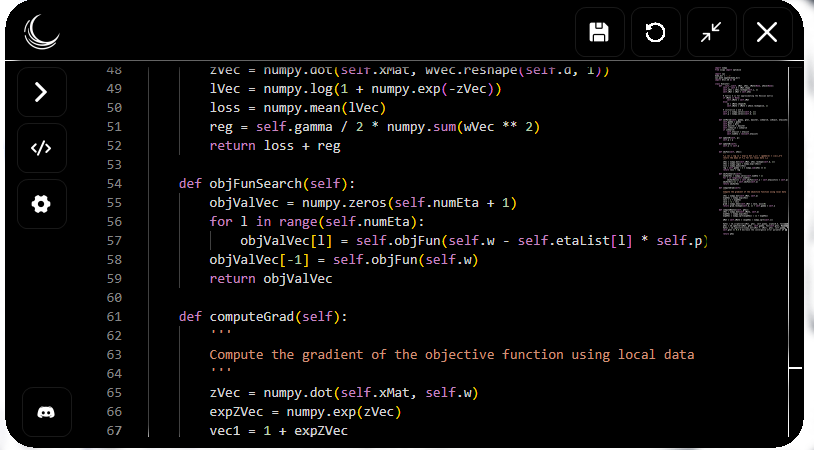 48 zVec = numpy.dot(self.xMat, wVec.reshape(self.d, 1))
49 lVec = numpy.log(1 + numpy.exp(-zVec))
50 loss = numpy.mean(lVec)
51 reg = self.gamma / 2 * numpy.sum(wVec ** 2)
52 return loss + reg
53
54 def objFunSearch(self):
55 objValVec = numpy.zeros(self.numEta + 1)
56 for l in range(self.numEta):
57 objValVec[l] = self.objFun(self.w - self.etaList[l] * self.p)
58 objValVec[-1] = self.objFun(self.w)
59 return objValVec
60
61 def computeGrad(self):
62 '''
63 Compute the gradient of the objective function using local data
64 '''
65 zVec = numpy.dot(self.xMat, self.w)
66 expZVec = numpy.exp(zVec)
67 vec1 = 1 + expZVec